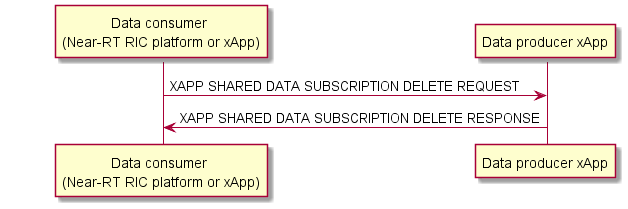 Data consumer
(Near-RT RIC platform or xApp)
Data producer xApp
XAPP SHARED DATA SUBSCRIPTION DELETE REQUEST
XAPP SHARED DATA SUBSCRIPTION DELETE RESPONSE
Data consumer
(Near-RT RIC platform or xApp)
Data producer xApp